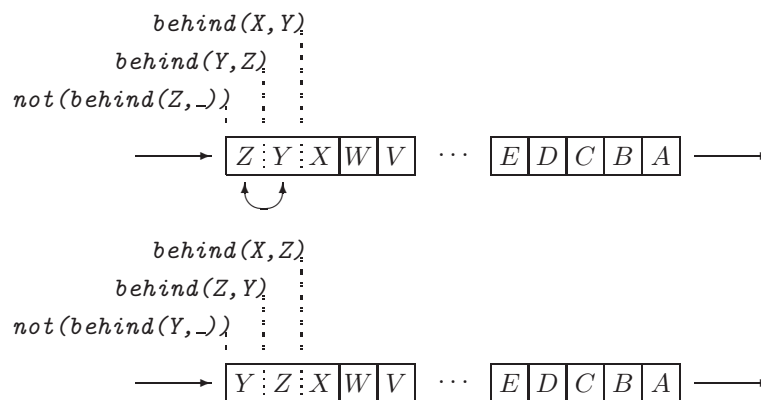 behind(X,Y)
behind(Y,Z)
not(behind(Z,_))
Z Y X W V ··· E D C B A
behind(X,Z)
behind(Z,Y)
not(behind(Y,_))
Y Z X W V ··· E D C B A